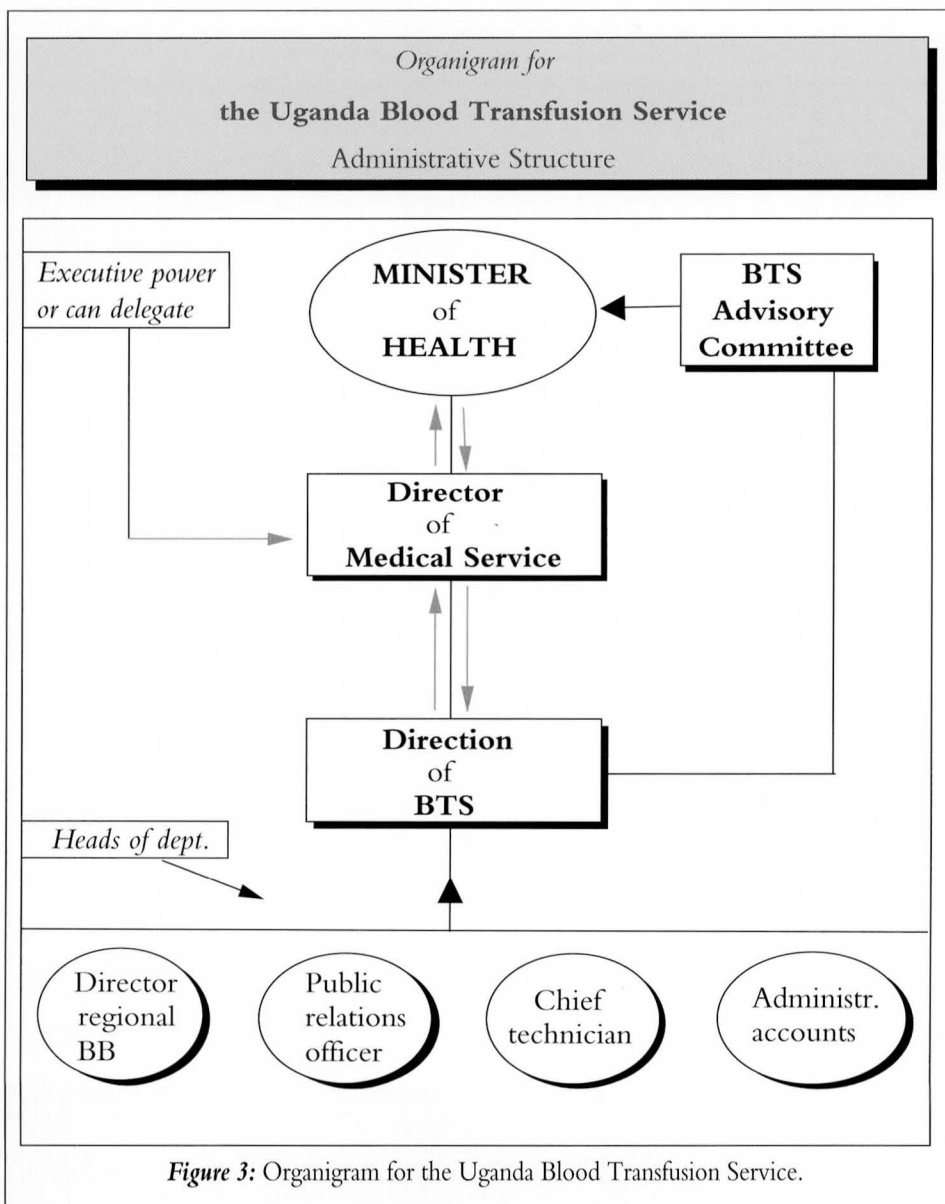 Organigram for
the Uganda Blood Transfusion Service
Administrative Structure
Executive power
or can delegate
MINISTER
of
HEALTH
BTS
Advisory
Committee
Director
of
Medical Service
Direction
of
BTS
Heads of dept.
Director
regional
BB
Public
relations
officer
Chief
technician
Administr.
accounts
Figure 3: Organigram for the Uganda Blood Transfusion Service.